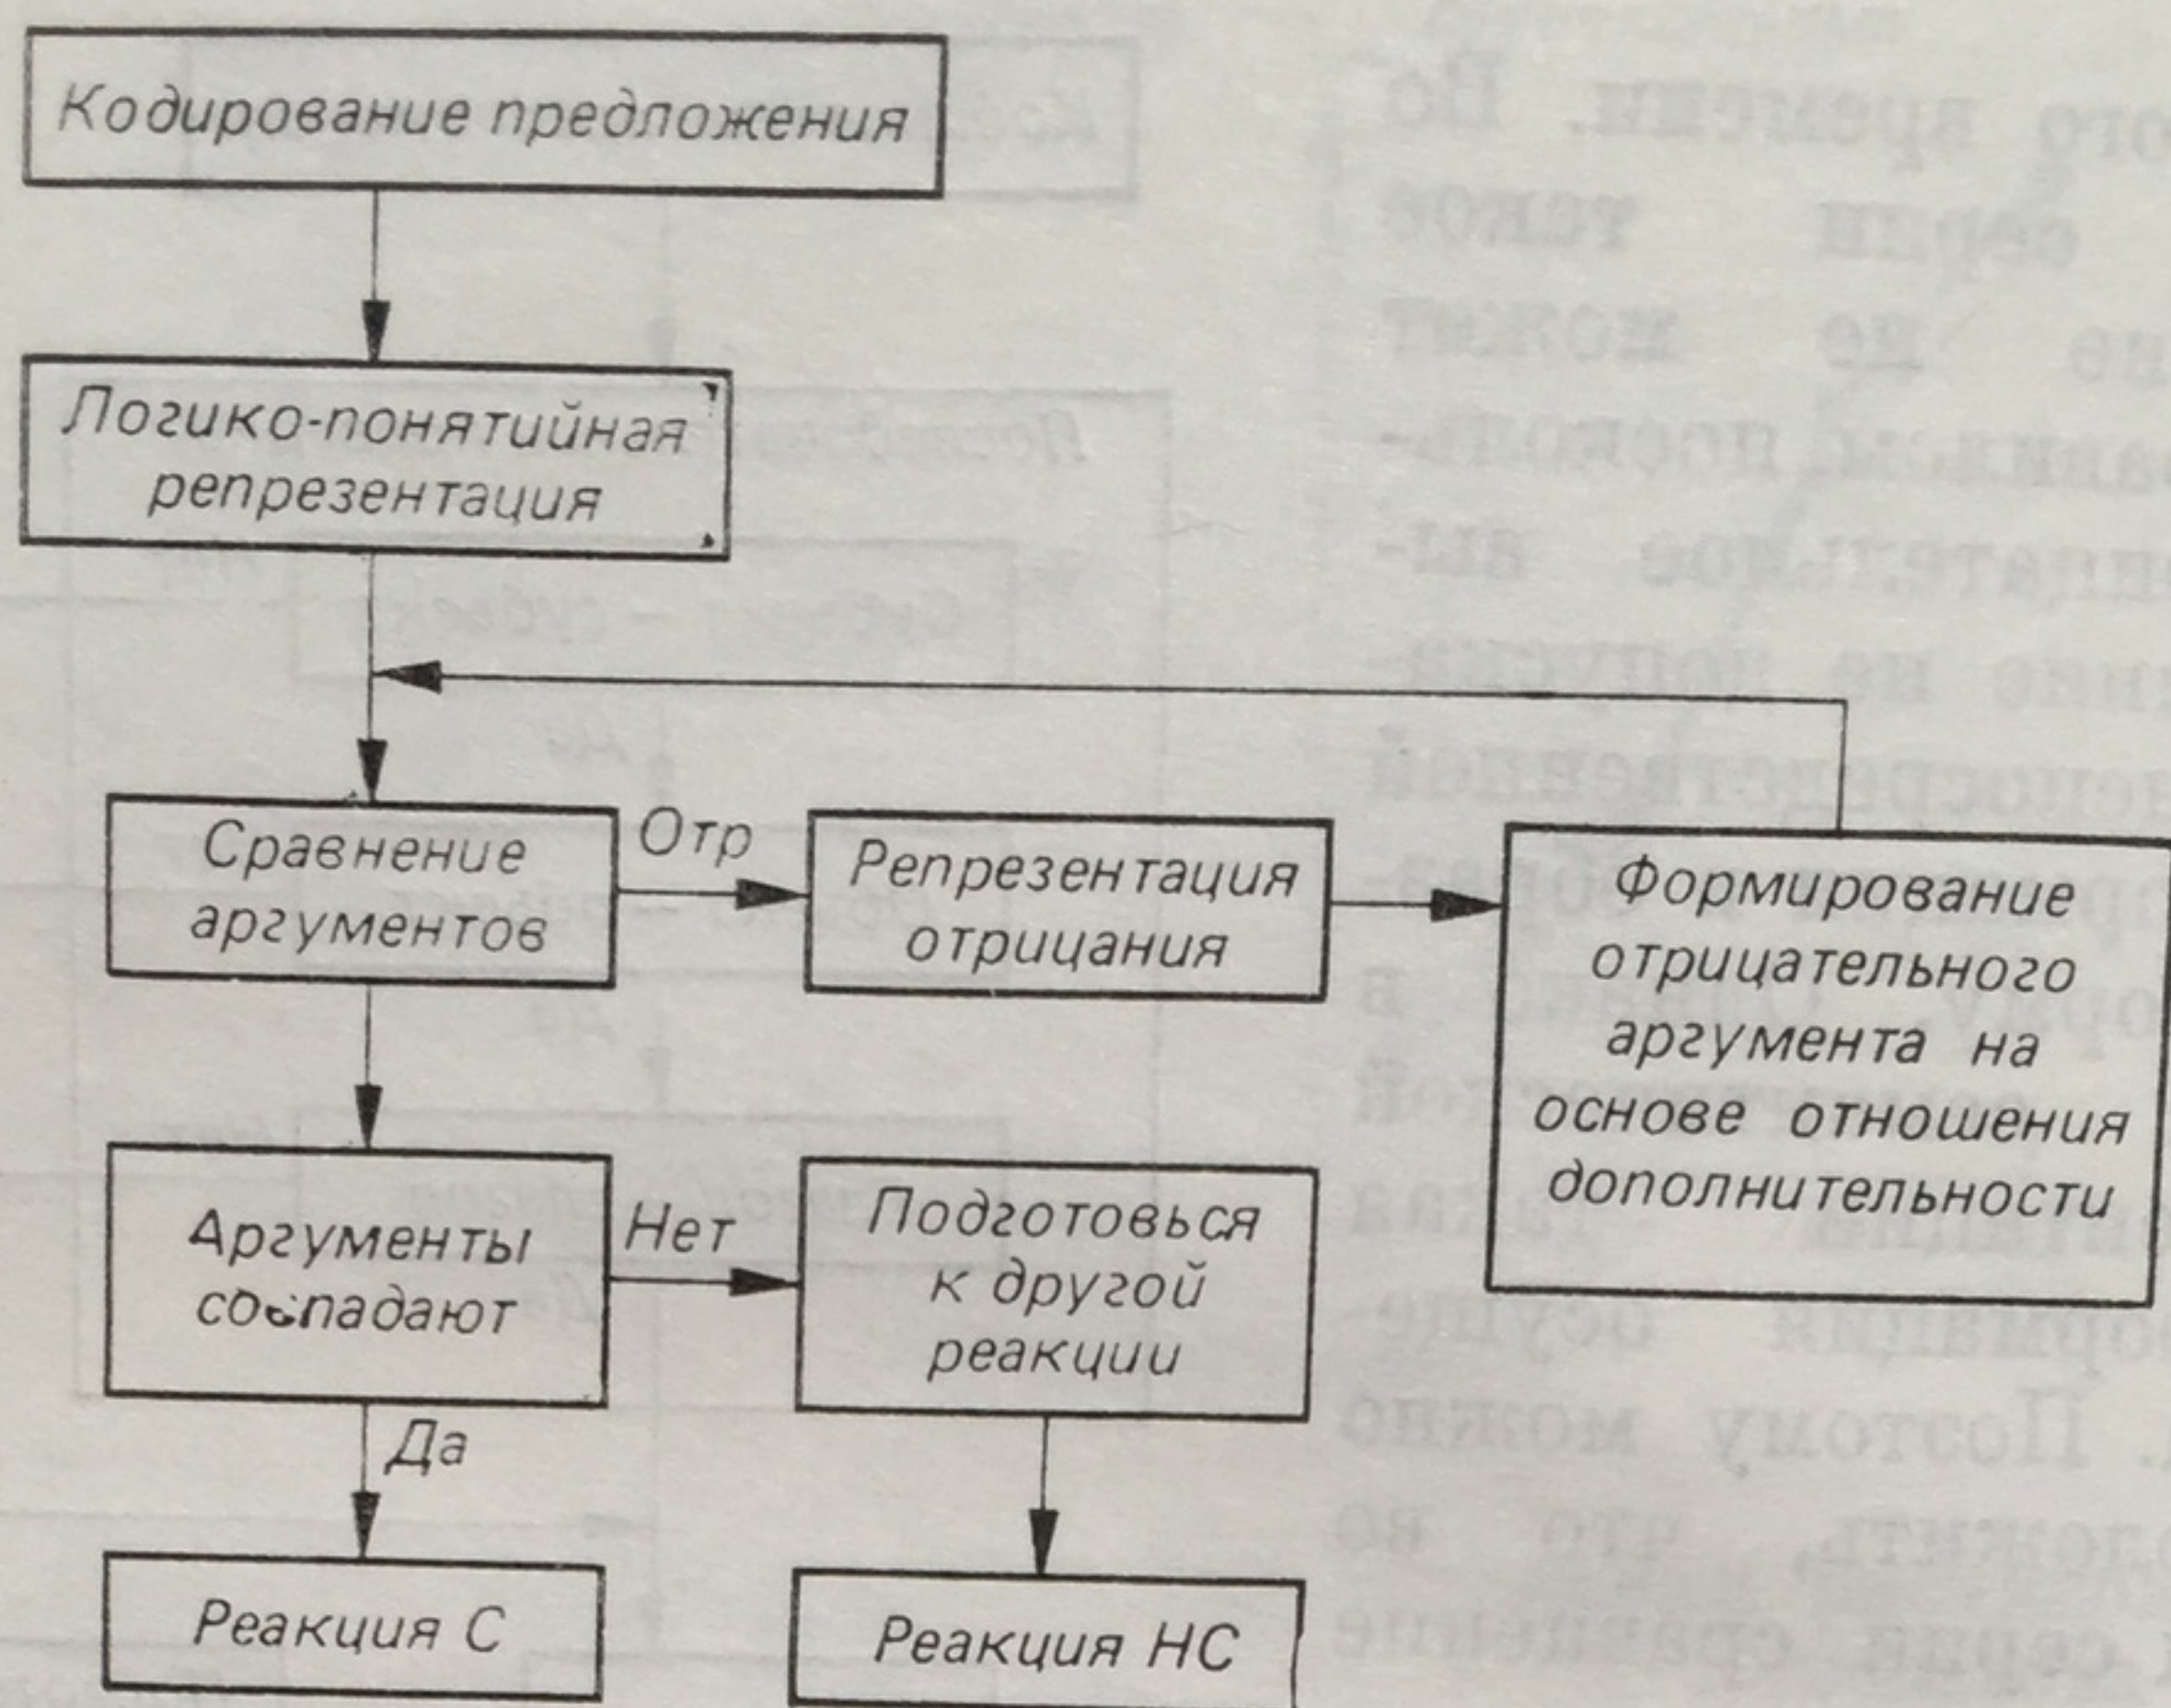 Кодирование предложения
Логико-понятийная
репрезентация
Сравнение
аргументов
Отр
Репрезентация
отрицания
Формирование
отрицательного
аргумента на
основе отношения
дополнительности
Аргументы
совпадают
Нет
Подготовься
к другой
реакции
Да
Реакция С
Реакция НС